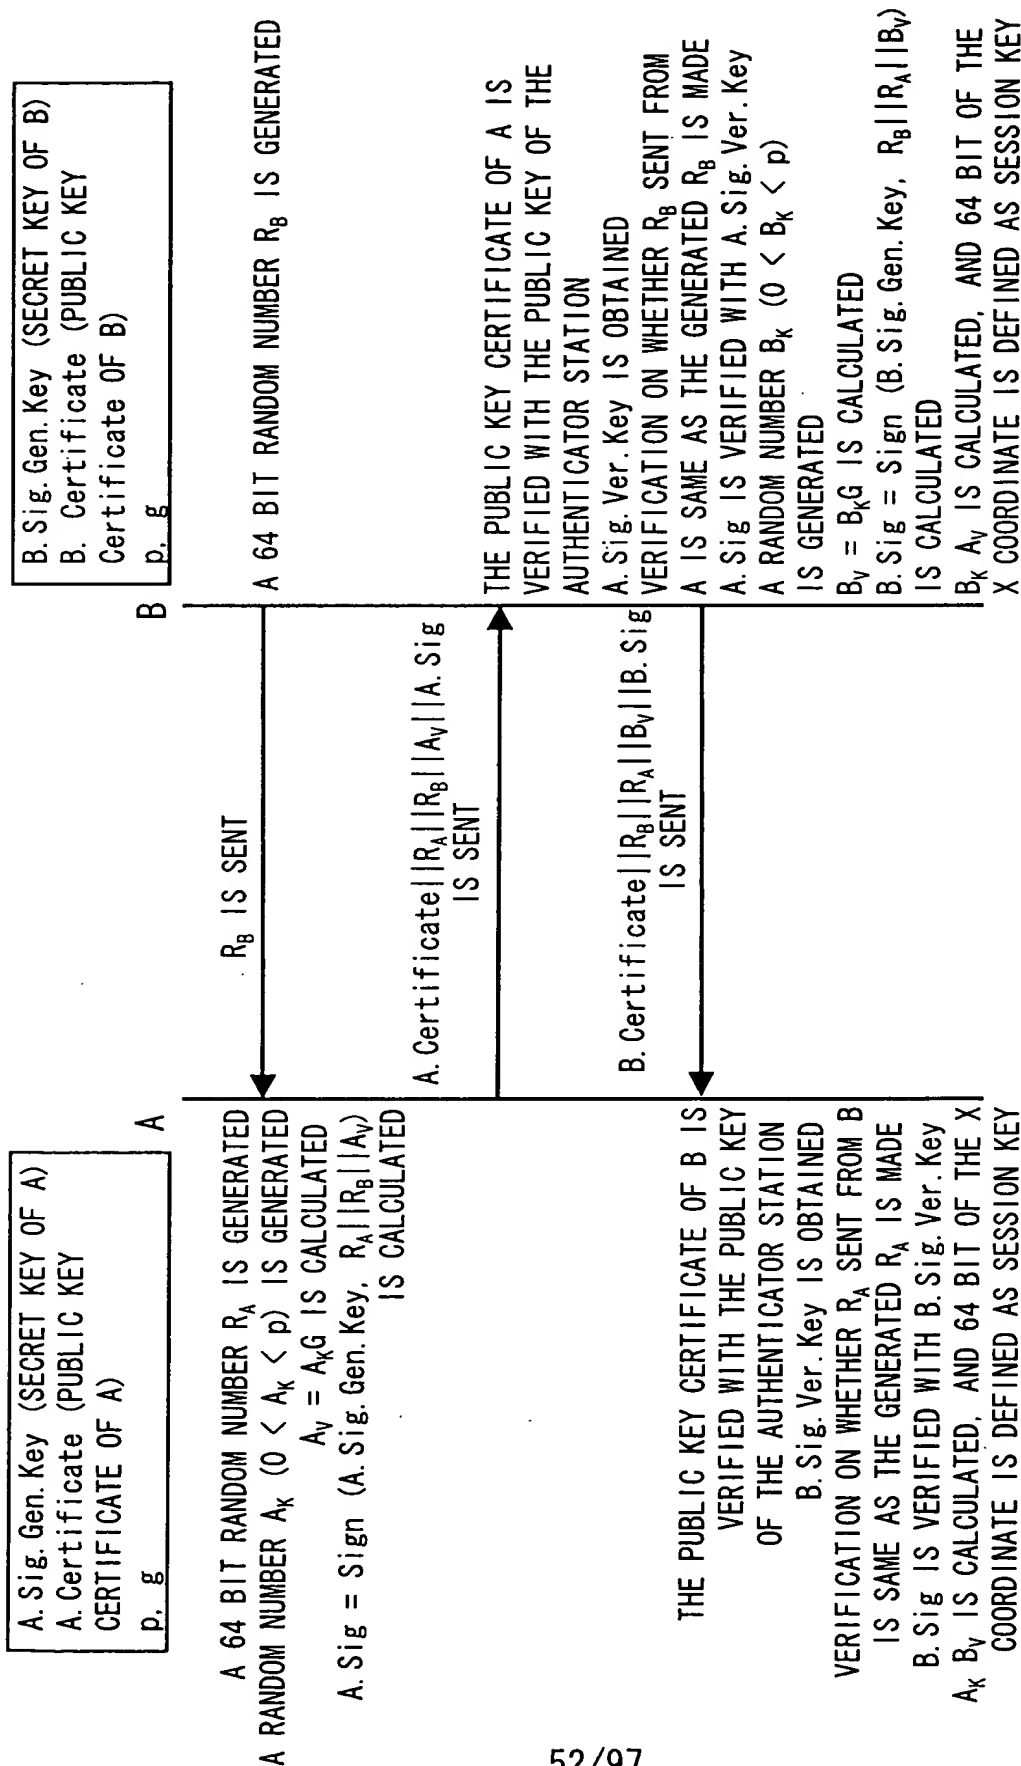 A. Sig. Gen. Key (SECRET KEY OF A)
A. Certificate (PUBLIC KEY
CERTIFICATE OF A)
p, g
A
A 64 BIT RANDOM NUMBER R_A IS GENERATED
A RANDOM NUMBER A_K (0 < A_K < p) IS GENERATED
A_V = A_KG IS CALCULATED
A. Sig = Sign (A. Sig. Gen. Key, R_A||R_B||A_V)
IS CALCULATED
THE PUBLIC KEY CERTIFICATE OF B IS
VERIFIED WITH THE PUBLIC KEY
OF THE AUTHENTICATOR STATION
B. Sig. Ver. Key IS OBTAINED
VERIFICATION ON WHETHER R_A SENT FROM B
IS SAME AS THE GENERATED R_A IS MADE
B. Sig IS VERIFIED WITH B. Sig. Ver. Key
A_K B_V IS CALCULATED, AND 64 BIT OF THE X
COORDINATE IS DEFINED AS SESSION KEY
R_B IS SENT
A. Certificate||R_A||R_B||A_V||A. Sig
IS SENT
B. Certificate||R_B||R_A||B_V||B. Sig
IS SENT
B. Sig. Gen. Key (SECRET KEY OF B)
B. Certificate (PUBLIC KEY
Certificate OF B)
p, g
B
A 64 BIT RANDOM NUMBER R_B IS GENERATED
THE PUBLIC KEY CERTIFICATE OF A IS
VERIFIED WITH THE PUBLIC KEY OF THE
AUTHENTICATOR STATION
A. Sig. Ver. Key IS OBTAINED
VERIFICATION ON WHETHER R_B SENT FROM
A IS SAME AS THE GENERATED R_B IS MADE
A. Sig IS VERIFIED WITH A. Sig. Ver. Key
A RANDOM NUMBER B_K (0 < B_K < p)
IS GENERATED
B_V = B_KG IS CALCULATED
B. Sig = Sign (B. Sig. Gen. Key, R_B||R_A||B_V)
IS CALCULATED
B_K A_V IS CALCULATED, AND 64 BIT OF THE
X COORDINATE IS DEFINED AS SESSION KEY
52/97